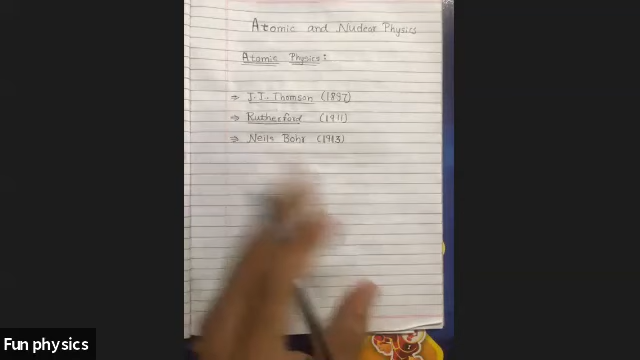 Atomic and Nuclear Physics
Atomic Physics:
⇒ J.J. Thomson (1897)
⇒ Rutherford (1911)
⇒ Neils Bohr (1913)
Fun physics